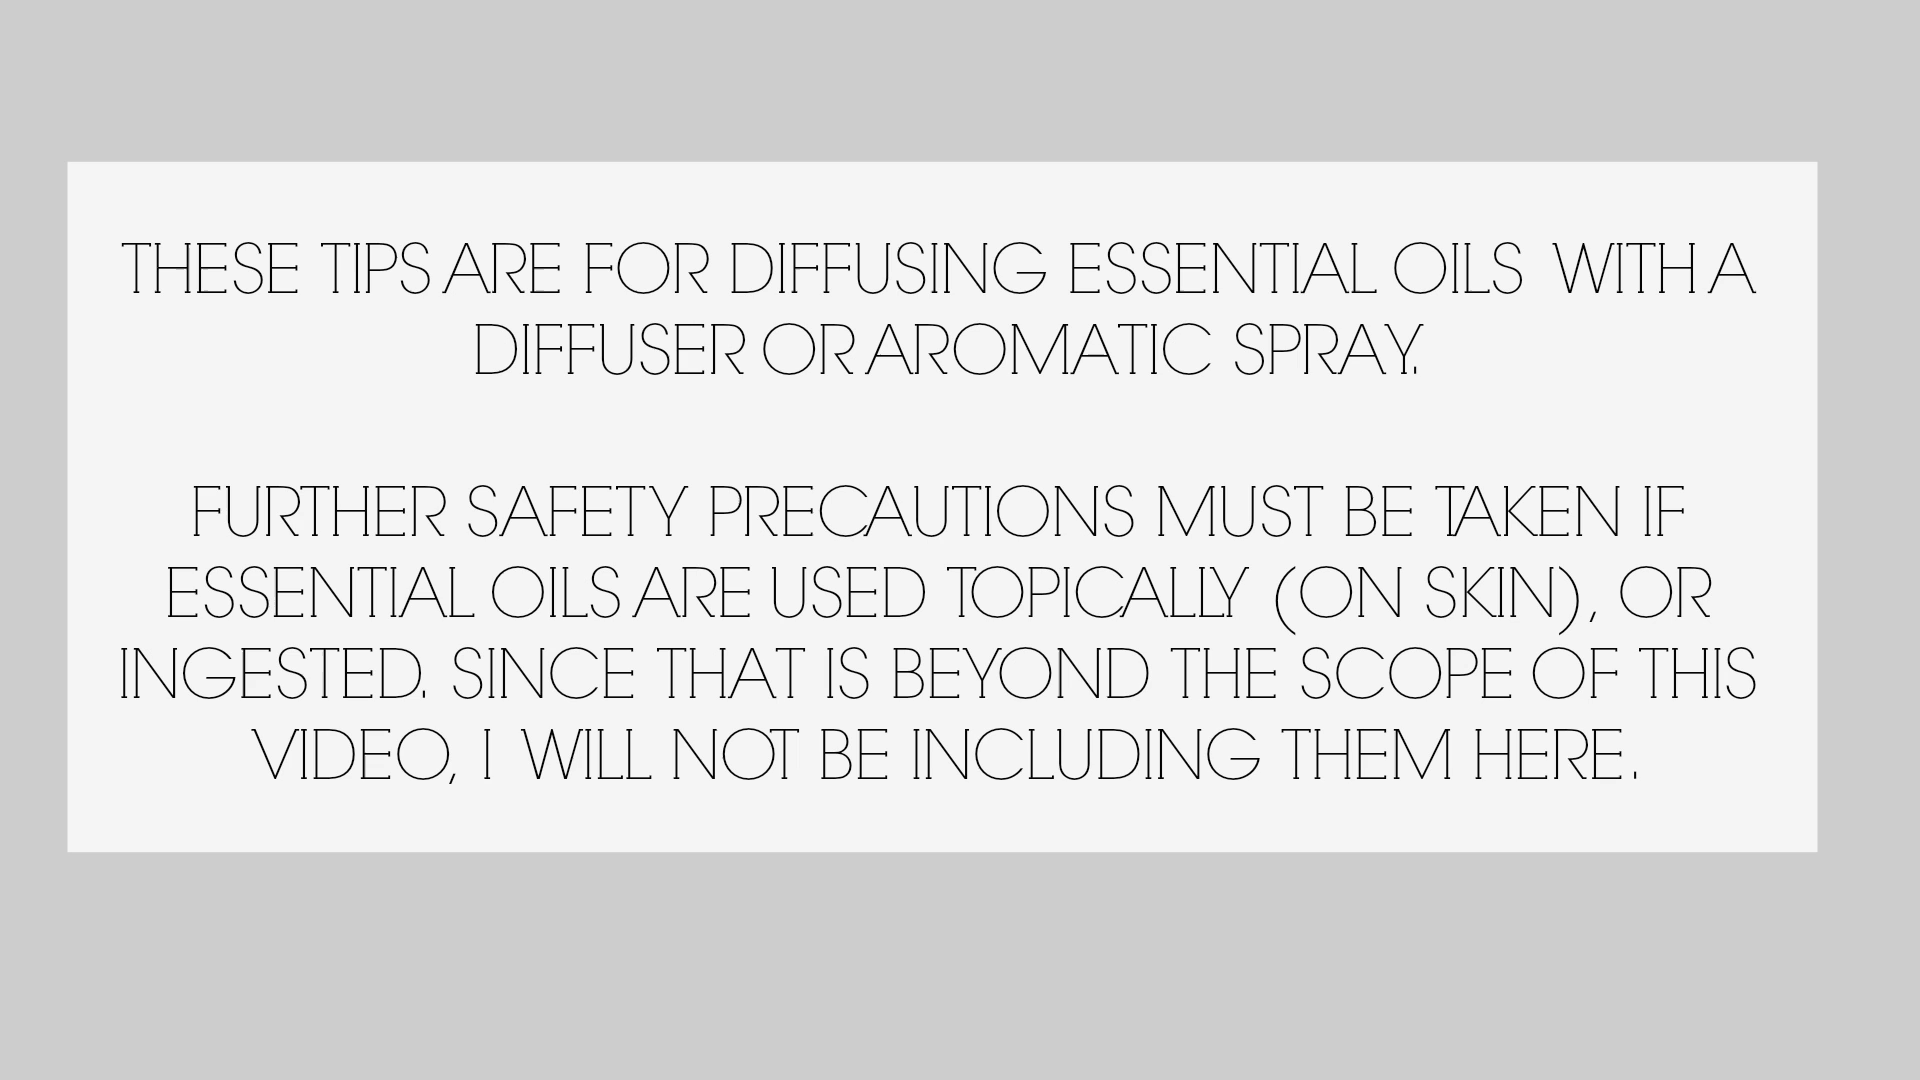 THESE TIPS ARE FOR DIFFUSING ESSENTIAL OILS WITH A
DIFFUSER OR AROMATIC SPRAY.
FURTHER SAFETY PRECAUTIONS MUST BE TAKEN IF
ESSENTIAL OILS ARE USED TOPICALLY (ON SKIN), OR
INGESTED. SINCE THAT IS BEYOND THE SCOPE OF THIS
VIDEO, I WILL NOT BE INCLUDING THEM HERE.